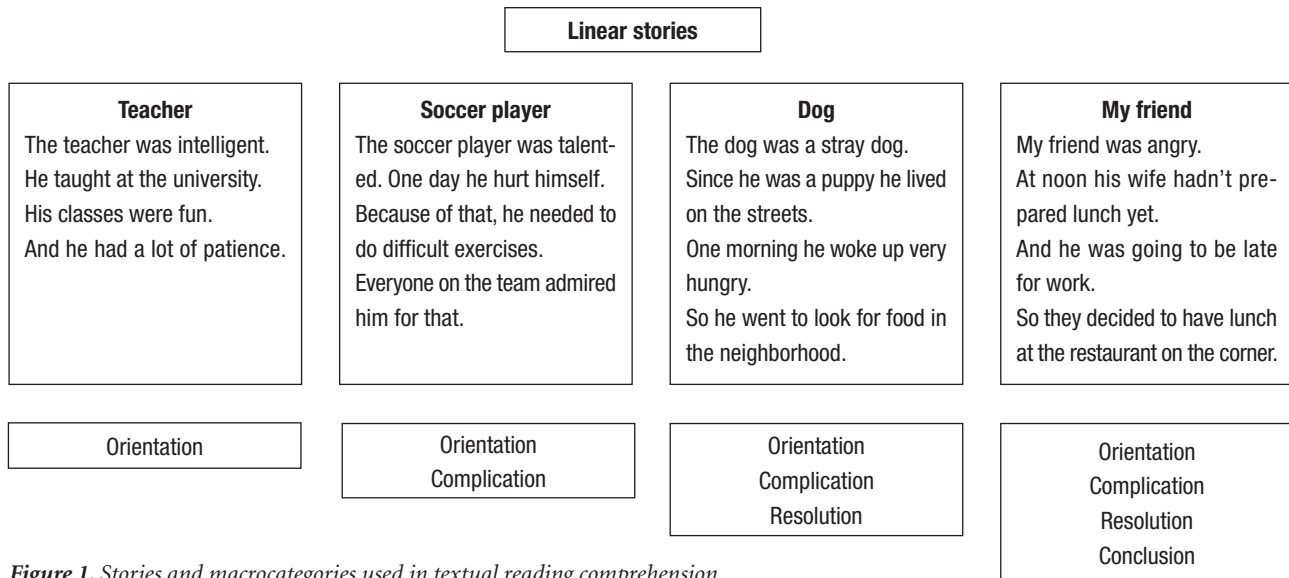 Linear stories
Teacher
The teacher was intelligent.
He taught at the university.
His classes were fun.
And he had a lot of patience.
Soccer player
The soccer player was talent-
ed. One day he hurt himself.
Because of that, he needed to
do difficult exercises.
Everyone on the team admired
him for that.
Dog
The dog was a stray dog.
Since he was a puppy he lived
on the streets.
One morning he woke up very
hungry.
So he went to look for food in
the neighborhood.
My friend
My friend was angry.
At noon his wife hadn't pre-
pared lunch yet.
And he was going to be late
for work.
So they decided to have lunch
at the restaurant on the corner.
Orientation
Orientation
Complication
Orientation
Complication
Resolution
Orientation
Complication
Resolution
Conclusion
Figure 1. Stories and macrocategories used in textual reading comprehension